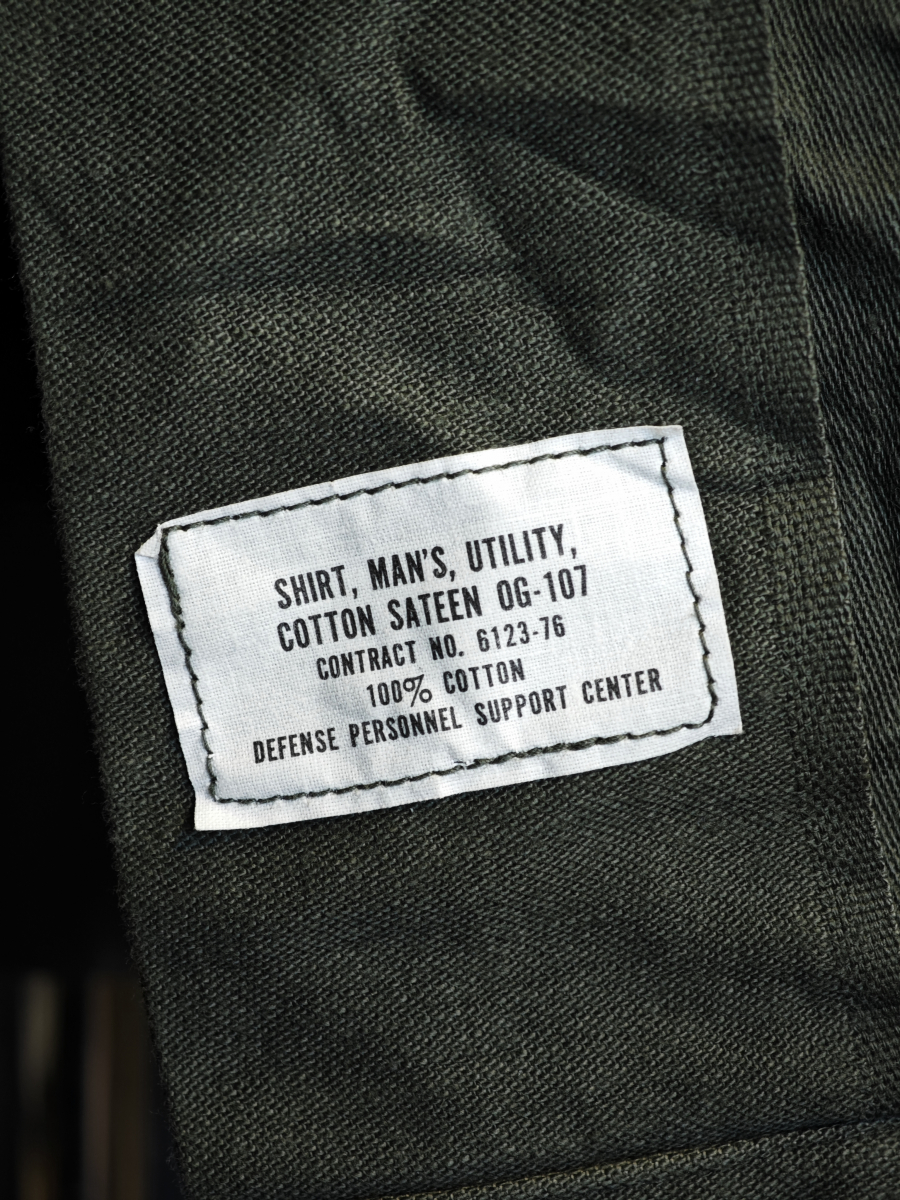 SHIRT, MAN'S, UTILITY,
COTTON SATEEN OG-107
CONTRACT NO. 6123-76
100% COTTON
DEFENSE PERSONNEL SUPPORT CENTER